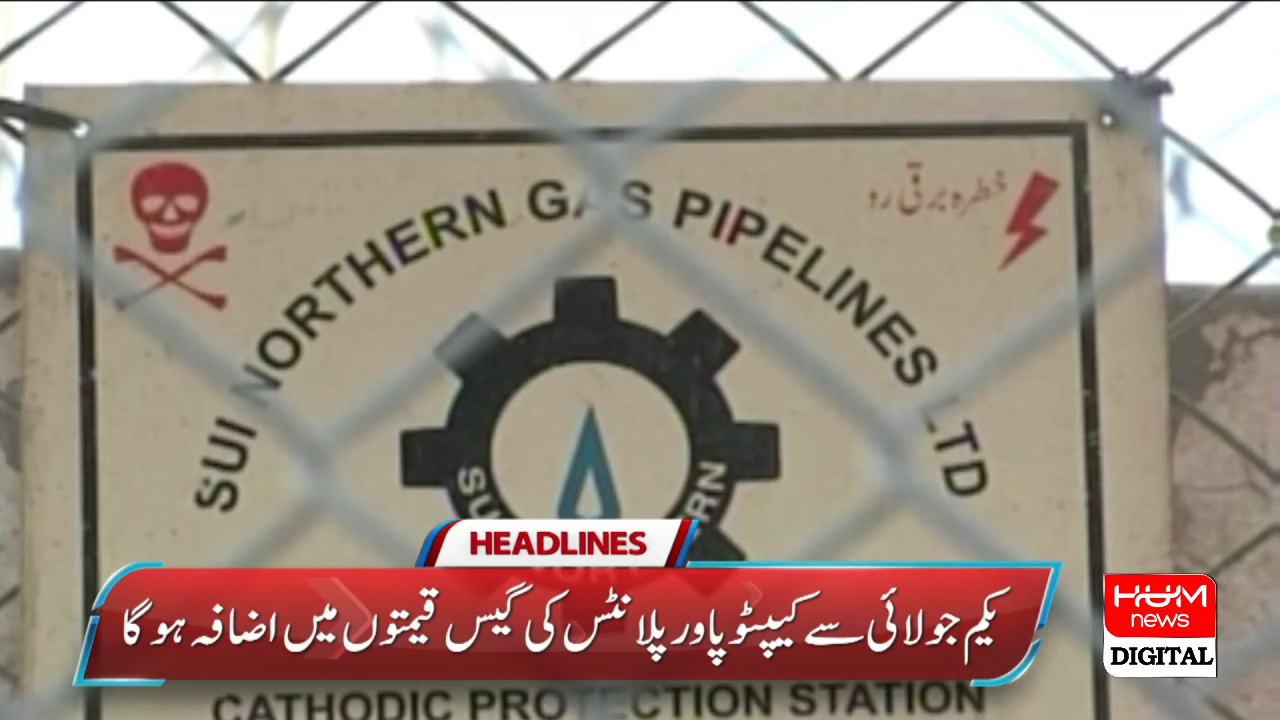 SUI NORTHERN GAS PIPELINES LTD
خطرہ برقی رو
HEADLINES
یکم جولائی سے کیپسٹو پاور پلانٹس کی گیس قیمتوں میں اضافہ ہو گا
HUM
news
DIGITAL
CATHODIC PROTECTION STATION